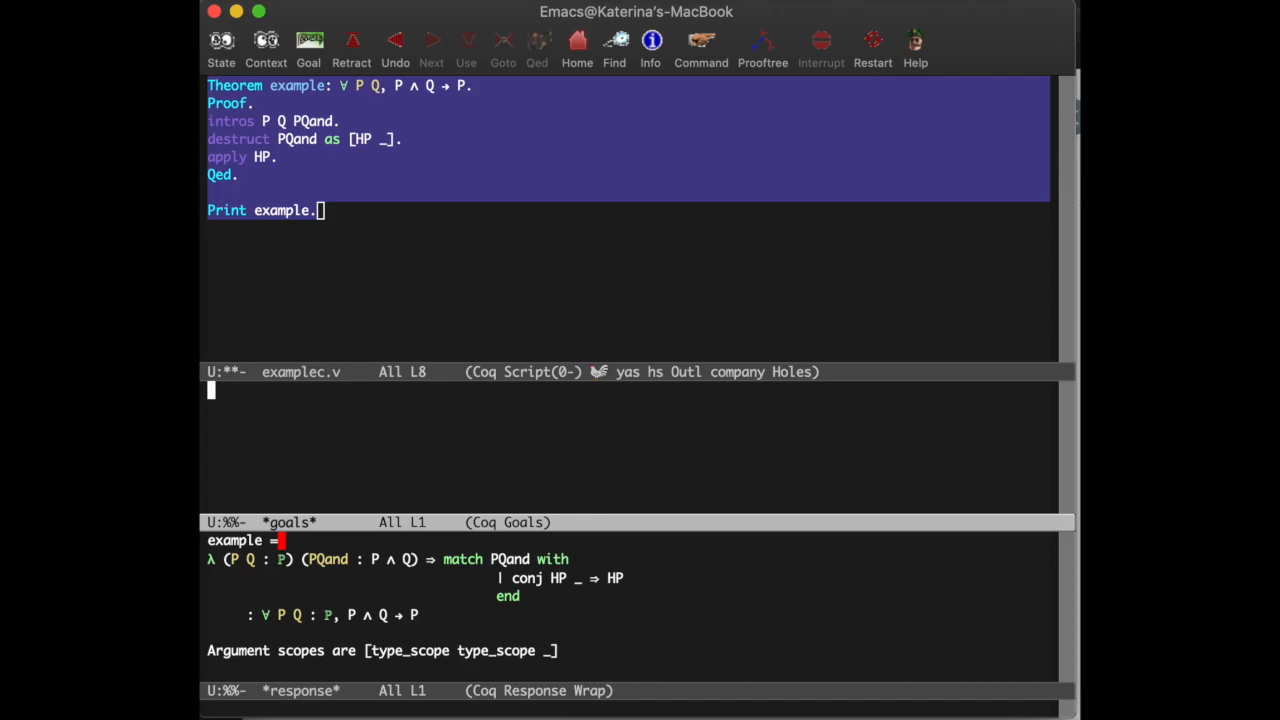 Emacs@Katerina’s-MacBook
State Context Goal Retract Undo Next Use Goto Qed Home Find Info Command Prooftree Interrupt Restart Help
Theorem example: ∀ P Q, P ∧ Q → P.
Proof.
intros P Q PQand.
destruct PQand as [HP _].
apply HP.
Qed.
Print example.
U:**- examplec.v All L8 (Coq Script(0-) 🐓 yas hs Outl company Holes)
U:%%- *goals* All L1 (Coq Goals)
example =
λ (P Q : ℙ) (PQand : P ∧ Q) ⇒ match PQand with
| conj HP _ ⇒ HP
end
: ∀ P Q : ℙ, P ∧ Q → P
Argument scopes are [type_scope type_scope _]
U:%%- *response* All L1 (Coq Response Wrap)